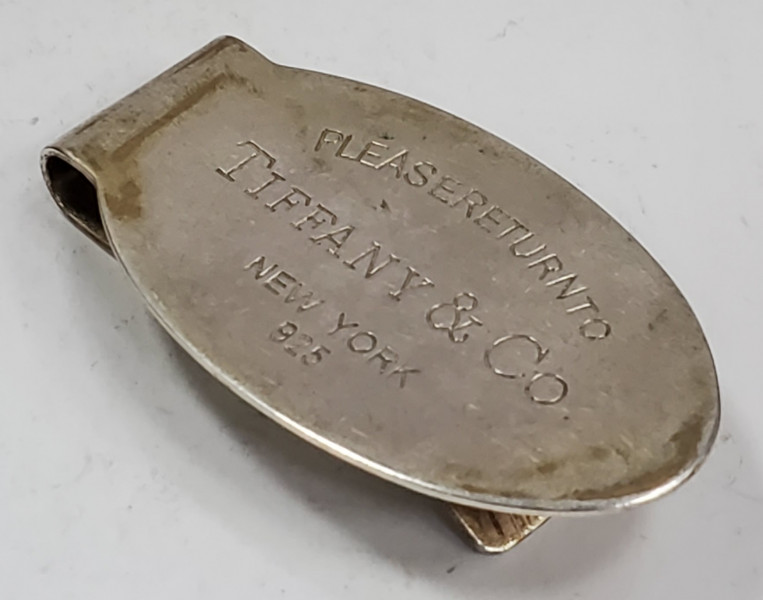 PLEASERETURNTO
TIFFANY & CO
NEW YORK
925